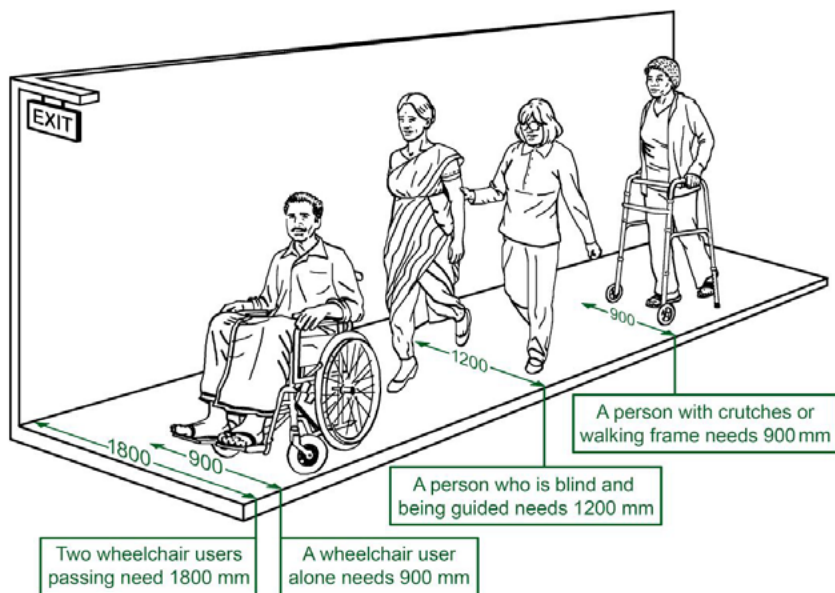 EXIT
900
1200
1800
900
A person with crutches or
walking frame needs 900 mm
A person who is blind and
being guided needs 1200 mm
Two wheelchair users
passing need 1800 mm
A wheelchair user
alone needs 900 mm